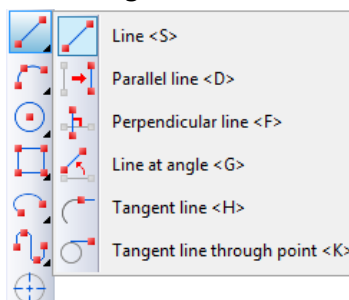 Line <S>
Parallel line <D>
Perpendicular line <F>
Line at angle <G>
Tangent line <H>
Tangent line through point <K>